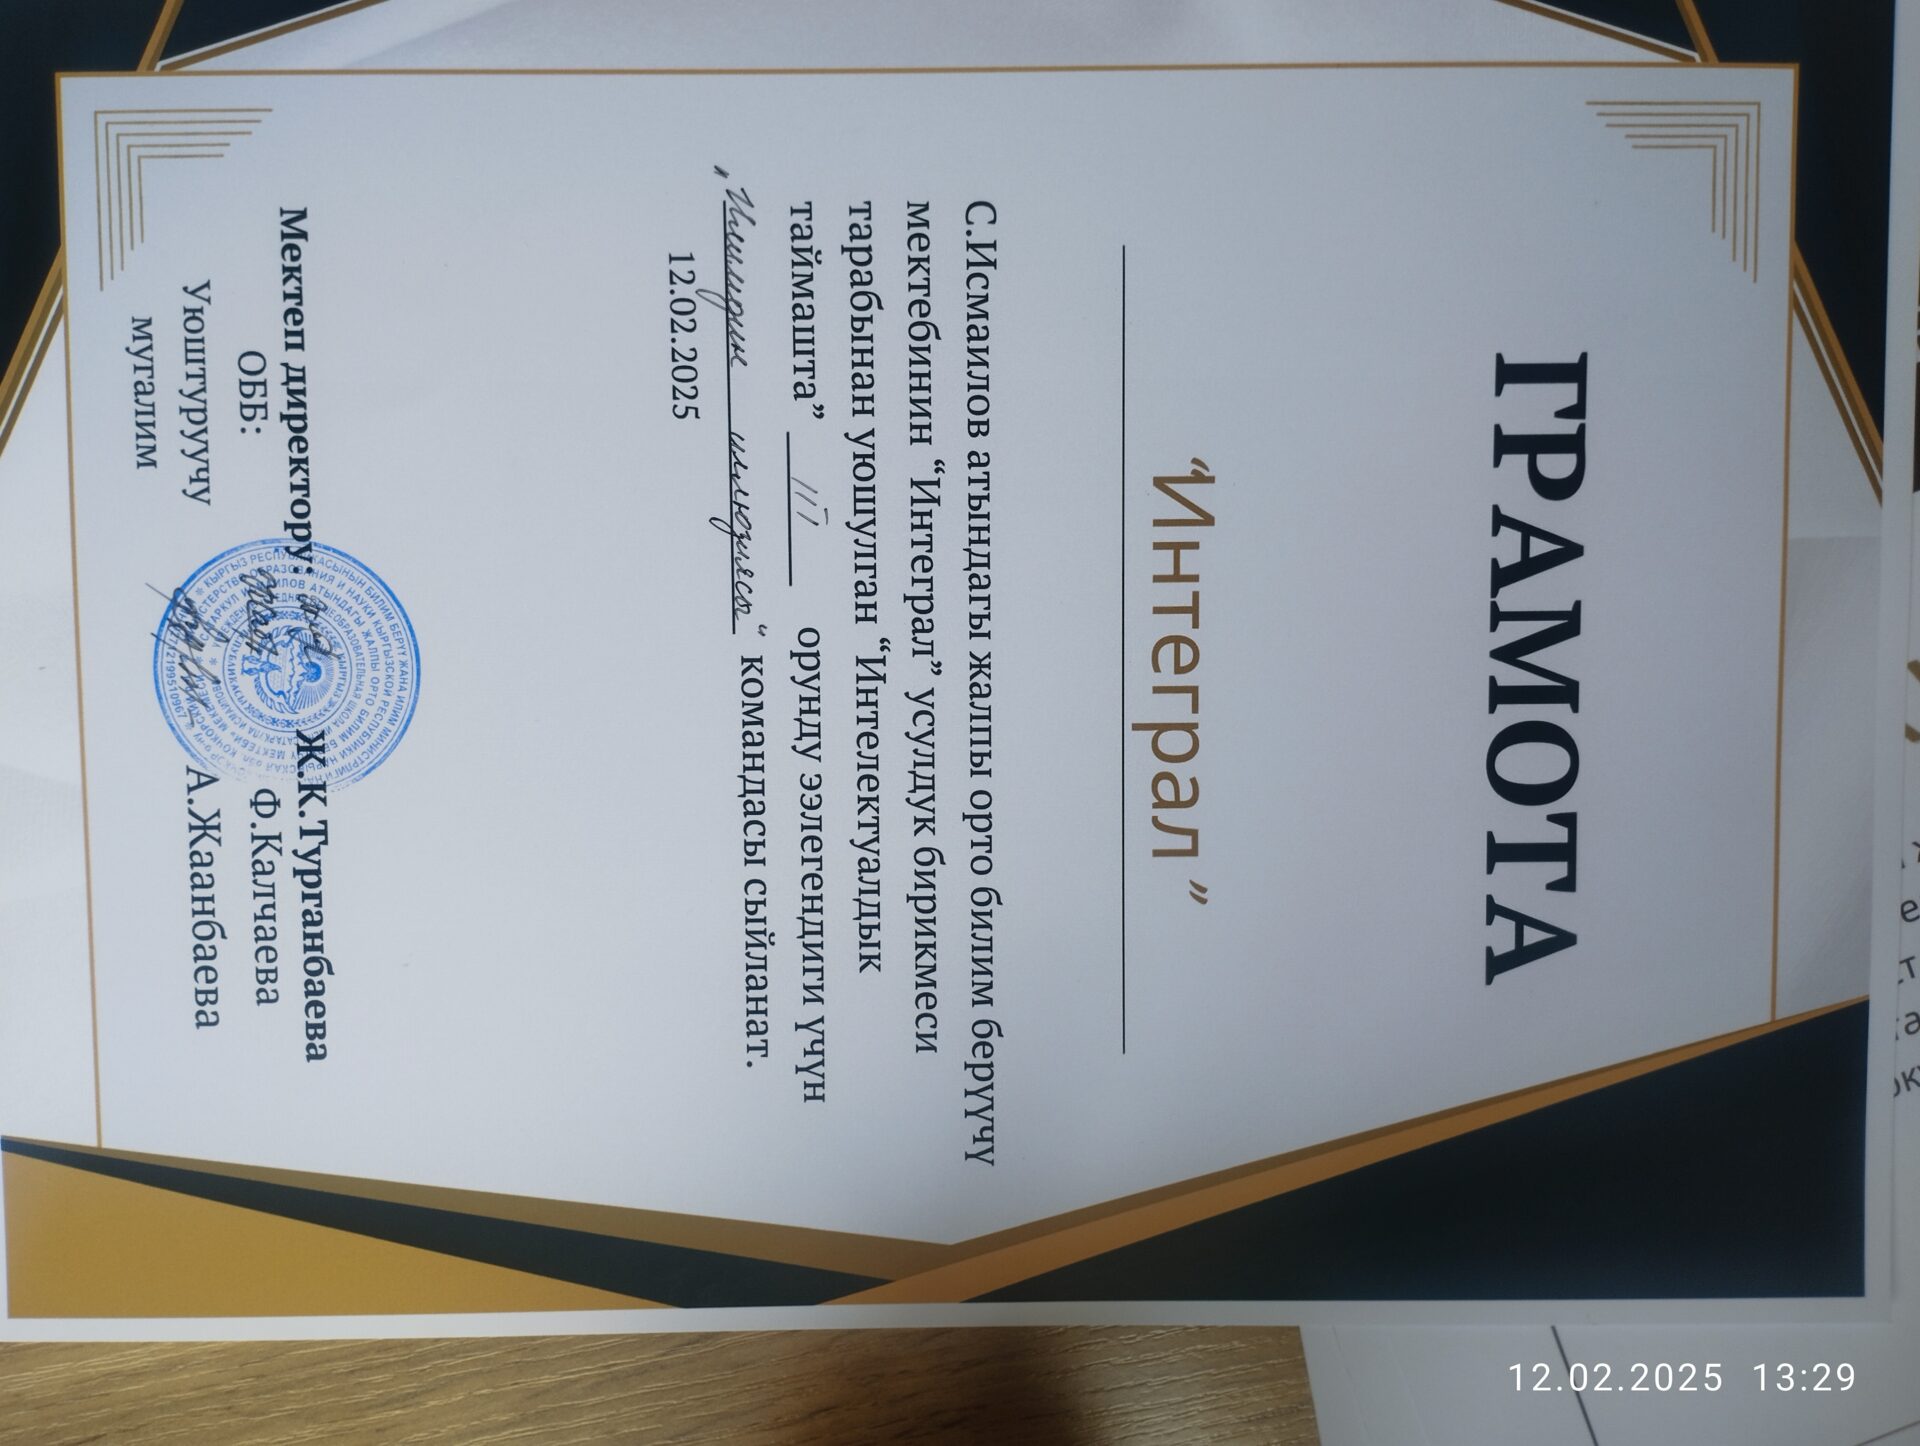 ГРАМОТА
“Интеграл ”
С.Исмаилов атындагы жалпы орто билим берүүчү
мектебинин “Интеграл” усулдук бирикмеси
тарабынан уюшулган “Интелектуалдык
таймашта” III орунду ээлегендиги үчүн
„Илимдин иллюзиясы“ командасы сыйланат.
12.02.2025
Мектеп директору: Ж.К.Турганбаева
ОББ: Ф.Калчаева
Уюштуруучу А.Жаанбаева
мугалим
12.02.2025 13:29